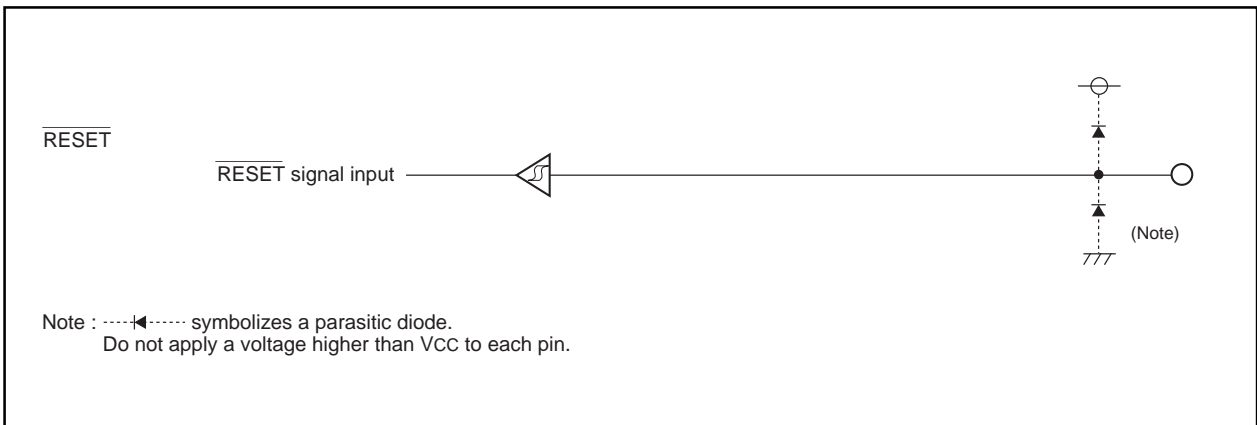 RESET
RESET signal input
(Note)
Note : symbolizes a parasitic diode.
Do not apply a voltage higher than VCC to each pin.